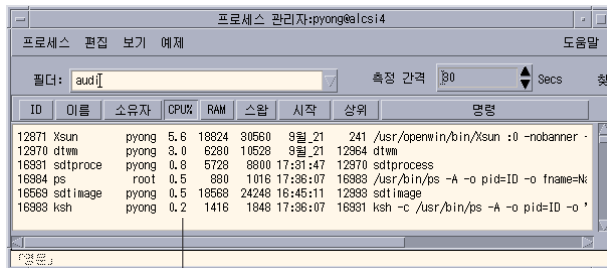 프로세스 관리자:pyong@alcsi4
프로세스 편집 보기 예제 도움말
필터: audi 측정 간격 30 Secs 찾
ID 이름 소유자 CPU% RAM 스왑 시작 상위 명령
12871 Xsun pyong 5.6 18824 30560 9월_21 241 /usr/openwin/bin/Xsun :0 -nobanner -
12970 dtwm pyong 3.0 6280 10528 9월_21 12964 dtwm
16931 sdtproce pyong 0.8 5728 8800 17:31:47 12970 sdtprocess
16984 ps root 0.5 880 1016 17:36:07 16983 /usr/bin/ps -A -o pid=ID -o fname=Na
16569 sdtimage pyong 0.5 18568 24248 16:45:11 12993 sdtimage
16983 ksh pyong 0.2 1416 1848 17:36:07 16931 ksh -c /usr/bin/ps -A -o pid=ID -o '